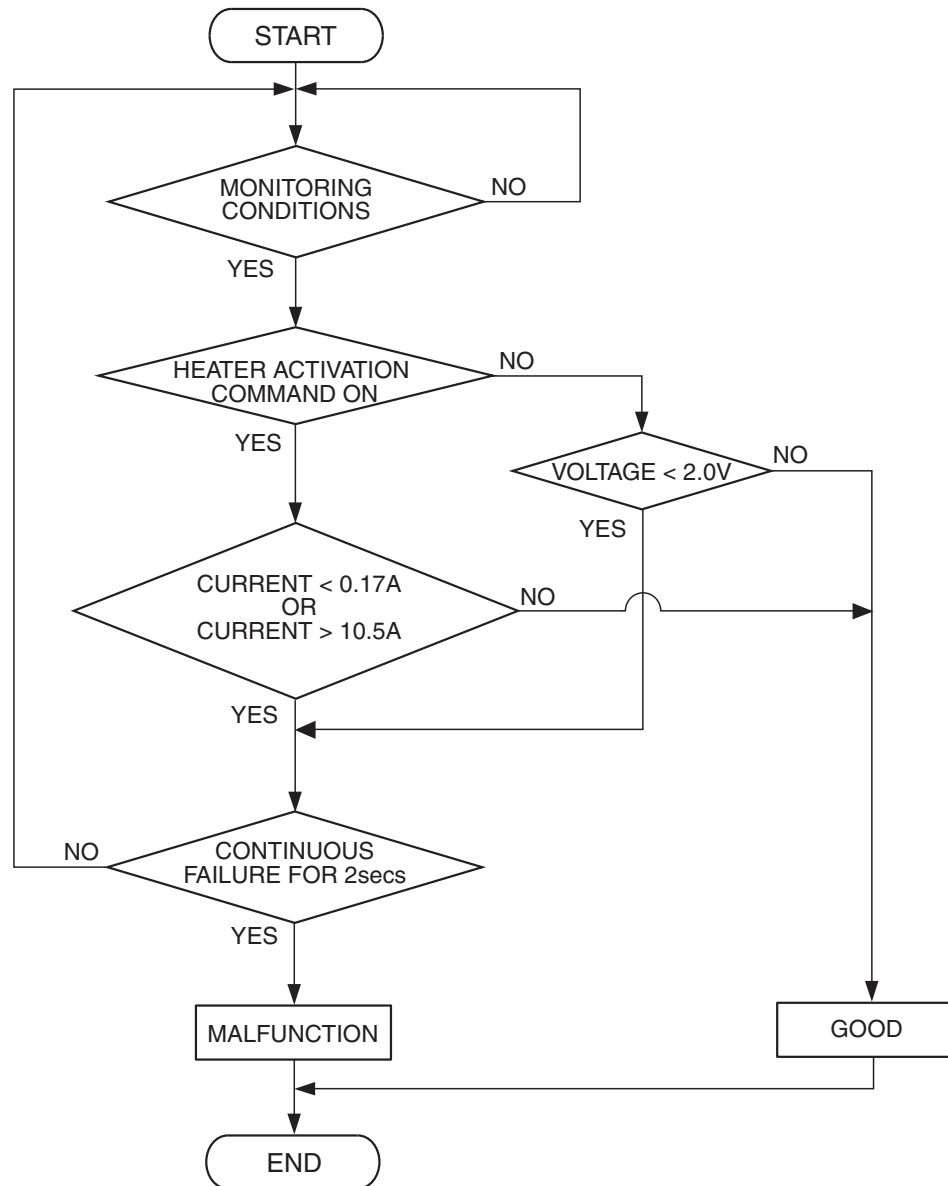 START
MONITORING
CONDITIONS
NO
YES
HEATER ACTIVATION
COMMAND ON
NO
YES
VOLTAGE < 2.0V
NO
YES
CURRENT < 0.17A
OR
CURRENT > 10.5A
NO
YES
CONTINUOUS
FAILURE FOR 2secs
NO
YES
MALFUNCTION
GOOD
END